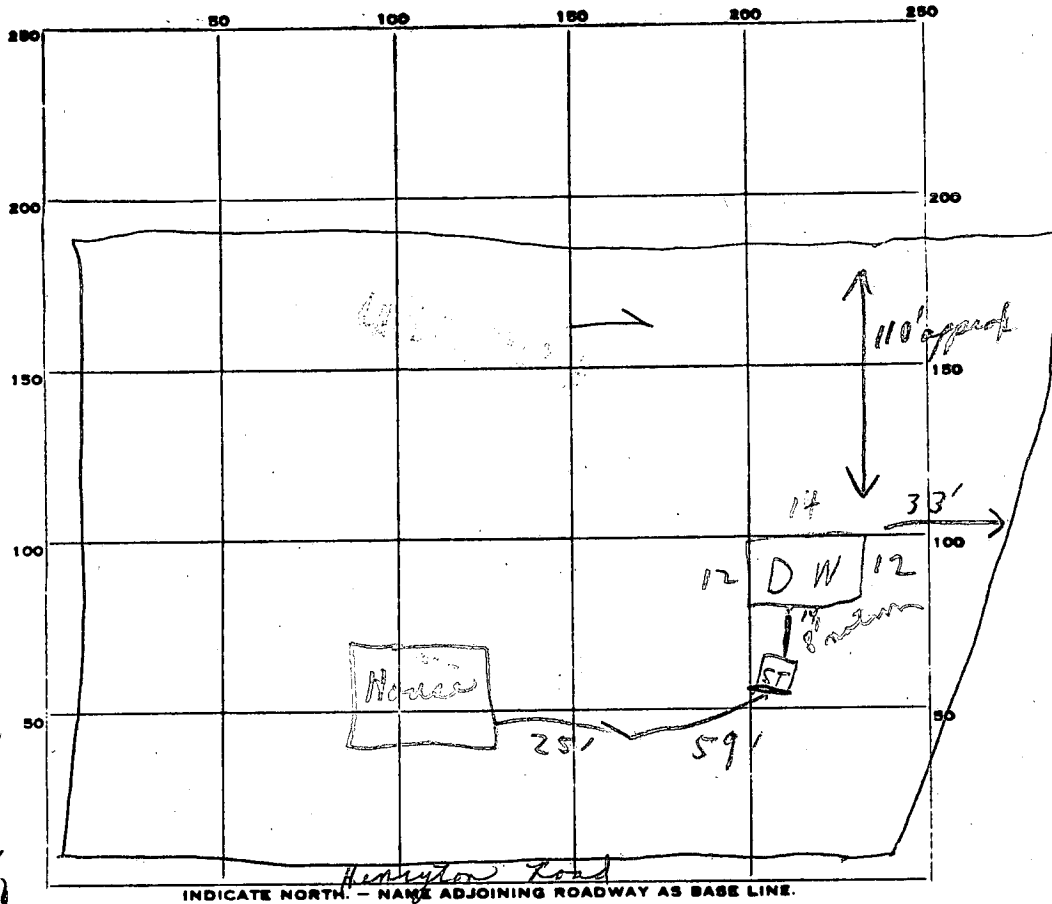 100 150 200 250
250
200 200
110' approx
150 150
33'
14
100 100
12 D W 12
14
8'
House ST
50 50
25' 59'
Henryton Road
INDICATE NORTH. – NAME ADJOINING ROADWAY AS BASE LINE.